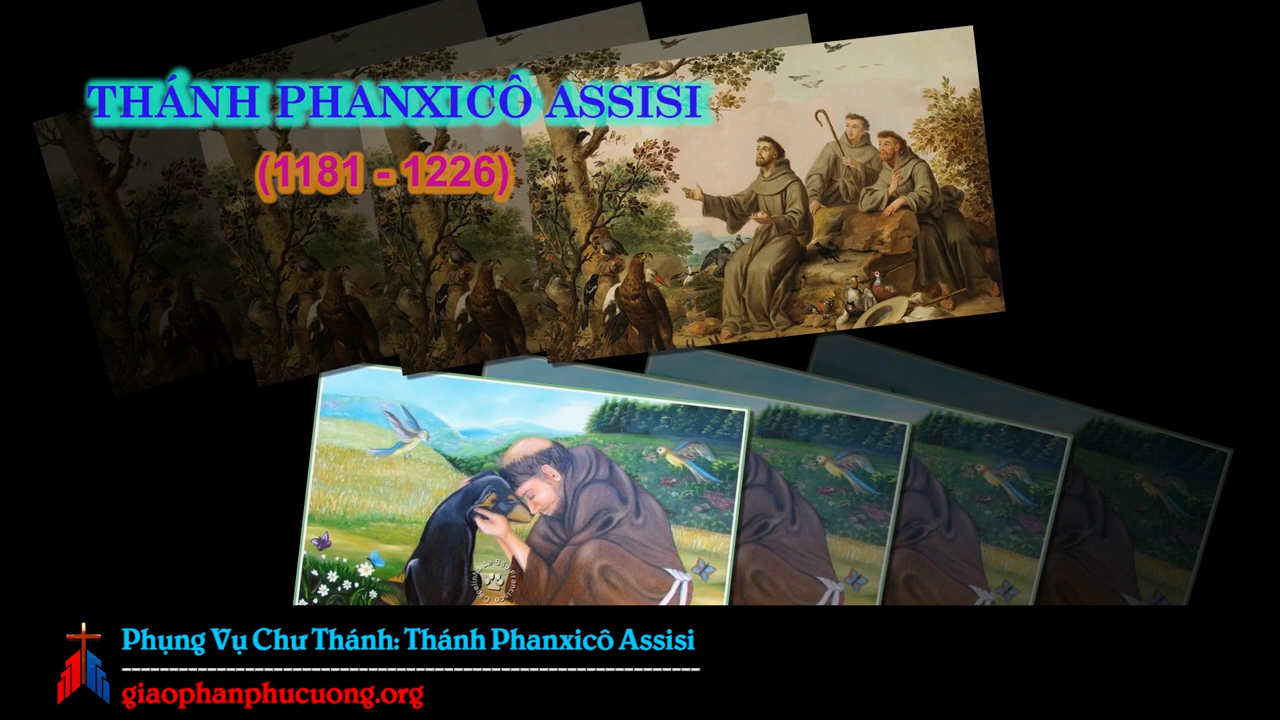 THÁNH PHANXICÔ ASSISI
(1181 - 1226)
Phụng Vụ Chư Thánh: Thánh Phanxicô Assisi
giaophanphucuong.org